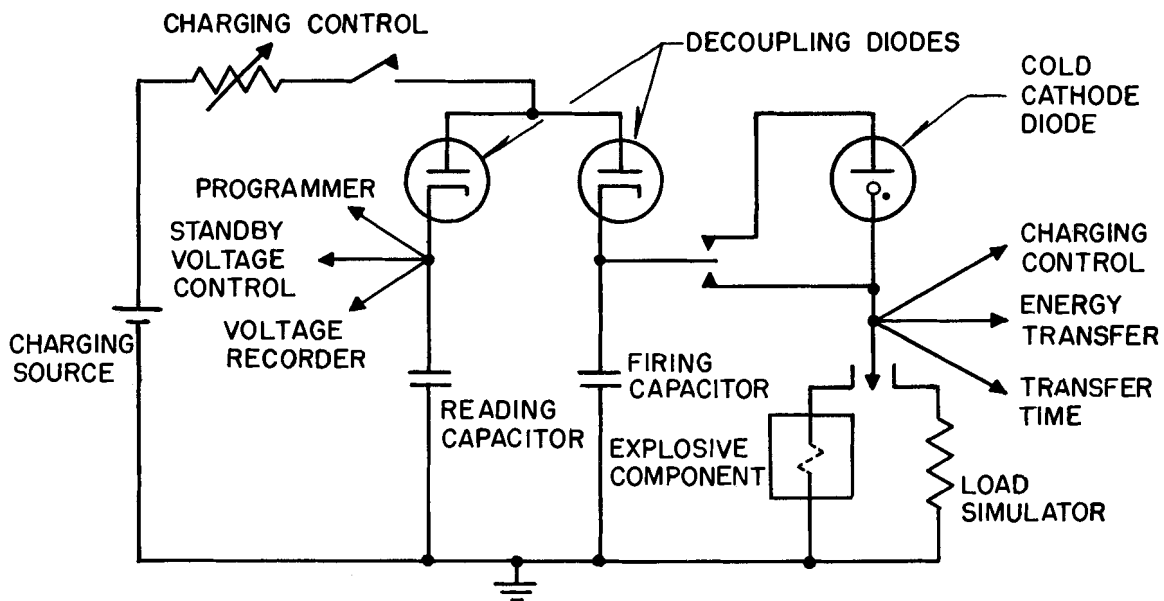 CHARGING CONTROL
DECOUPLING DIODES
COLD
CATHODE
DIODE
PROGRAMMER
STANDBY
VOLTAGE
CONTROL
VOLTAGE
RECORDER
CHARGING
SOURCE
READING
CAPACITOR
FIRING
CAPACITOR
EXPLOSIVE
COMPONENT
CHARGING
CONTROL
ENERGY
TRANSFER
TRANSFER
TIME
LOAD
SIMULATOR